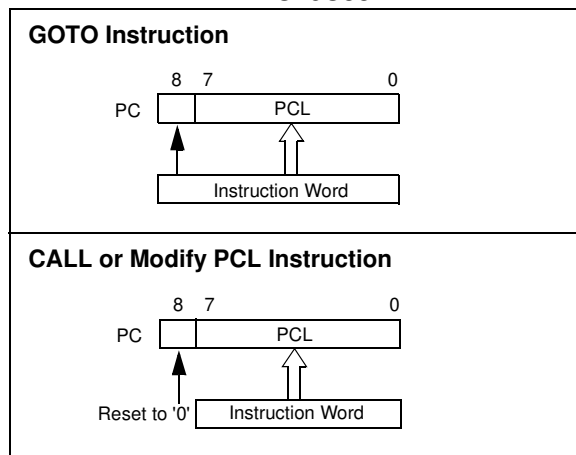 GOTO Instruction
8 7 0
PC PCL
Instruction Word
CALL or Modify PCL Instruction
8 7 0
PC PCL
Reset to '0' Instruction Word